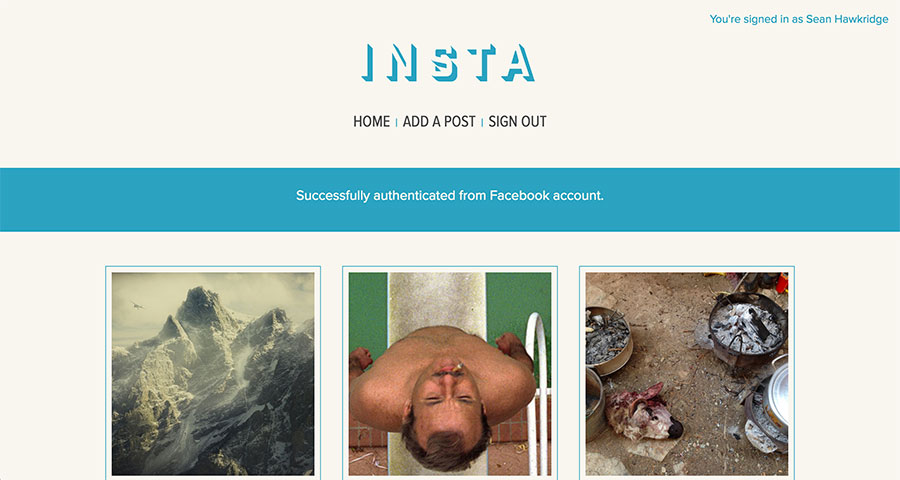 You're signed in as Sean Hawkridge
INSTA
HOME | ADD A POST | SIGN OUT
Successfully authenticated from Facebook account.